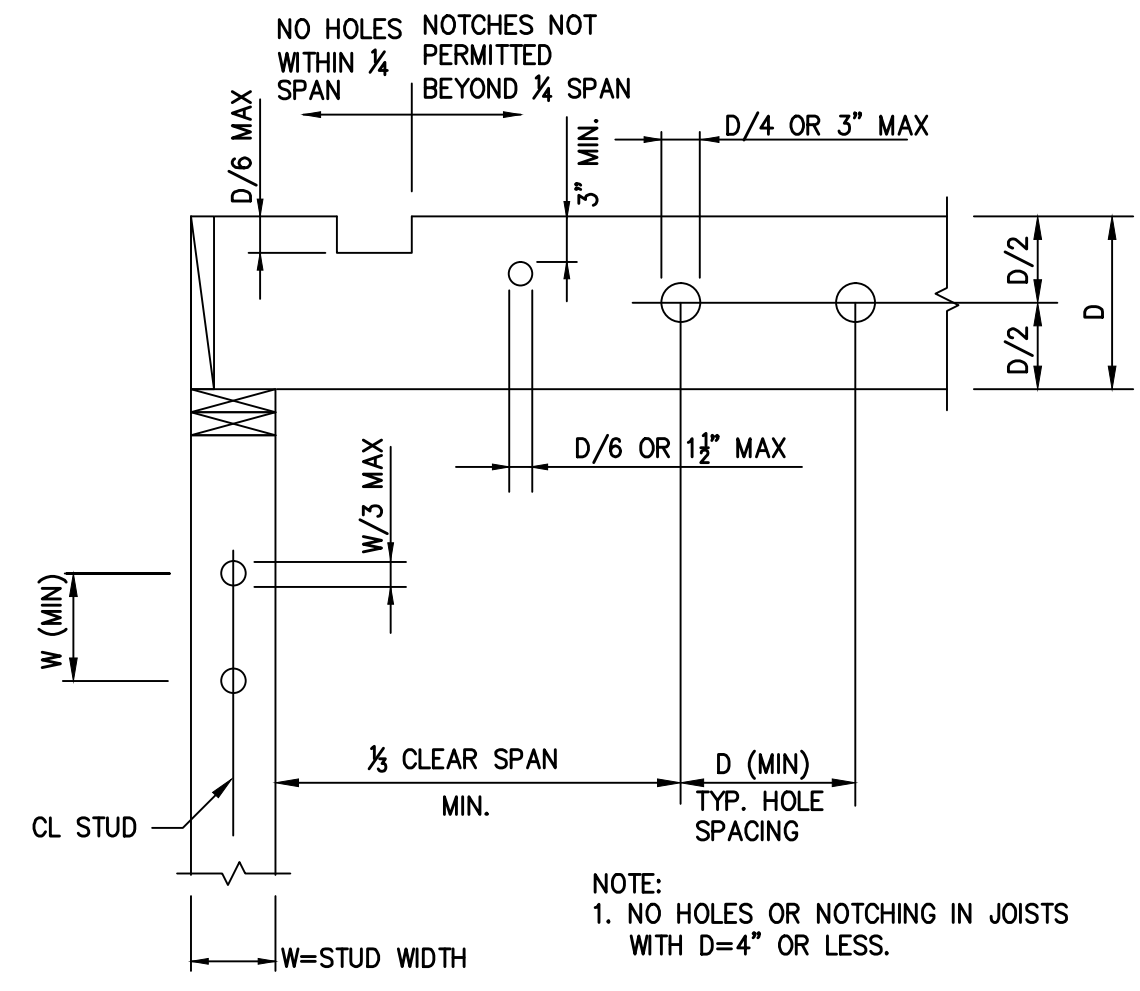 NO HOLES
WITHIN ¼
SPAN
NOTCHES NOT
PERMITTED
BEYOND ¼ SPAN
D/6 MAX
3" MIN.
D/4 OR 3" MAX
D/2
D/2
D
D/6 OR 1½" MAX
W/3 MAX
W (MIN)
⅓ CLEAR SPAN
MIN.
D (MIN)
TYP. HOLE
SPACING
CL STUD
NOTE:
1. NO HOLES OR NOTCHING IN JOISTS
WITH D=4" OR LESS.
W=STUD WIDTH